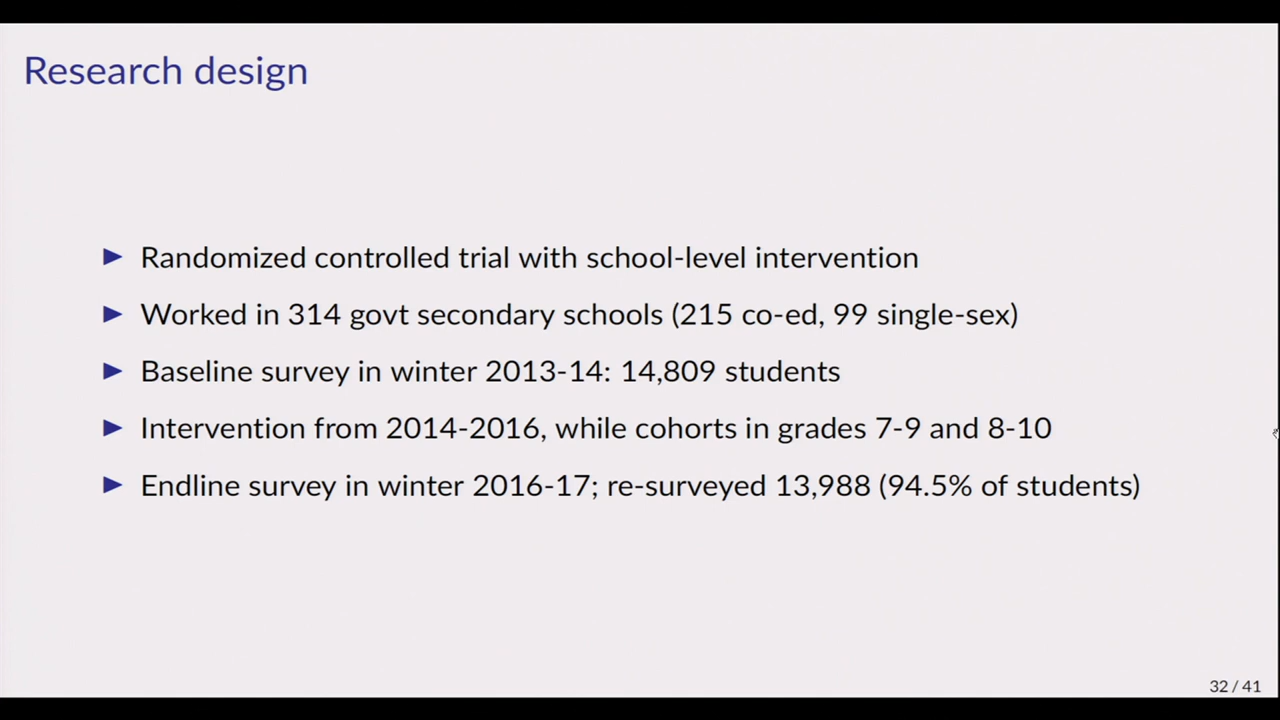 Research design
▶ Randomized controlled trial with school-level intervention
▶ Worked in 314 govt secondary schools (215 co-ed, 99 single-sex)
▶ Baseline survey in winter 2013-14: 14,809 students
▶ Intervention from 2014-2016, while cohorts in grades 7-9 and 8-10
▶ Endline survey in winter 2016-17; re-surveyed 13,988 (94.5% of students)
32 / 41